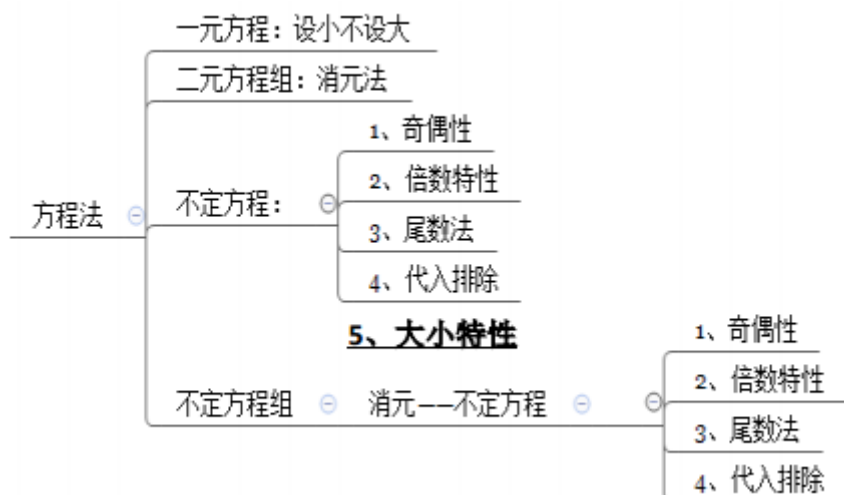 一元方程：设小不设大
二元方程组：消元法
1、奇偶性
2、倍数特性
方程法
不定方程：
3、尾数法
4、代入排除
5、大小特性
1、奇偶性
2、倍数特性
不定方程组
消元——不定方程
3、尾数法
4、代入排除